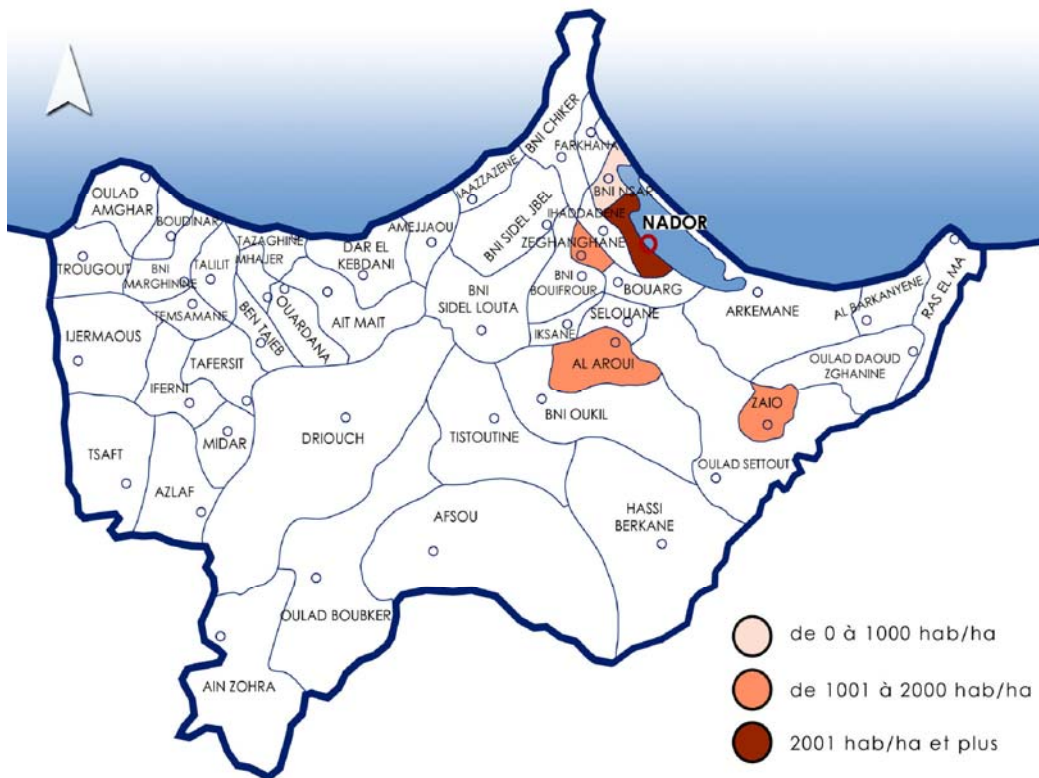 BNI CHIKER
FARKHANA
IAAZZAZENE
BNI NSAR
OULAD
AMGHAR
BOUDINAR
AMEJJAOU
BNI SIDEL JBEL
IHADDADENE
NADOR
ZEGHANGHANE
TAZAGHINE
MHAJER
DAR EL
KEBDANI
TROUGOUT
BNI
MARGHININE
TALILIT
BNI
BOUIFROUR
BOUARG
RAS EL MA
AL BARKANYENE
ARKEMANE
BNI
SIDEL LOUTA
AIT MAIT
OUARDANA
BEN TAIEB
TEMSAMANE
SELOUANE
IKSANE
IJERMAOUS
TAFERSIT
AL AROUI
OULAD DAOUD
ZGHANINE
IFERNI
ZAIO
BNI OUKIL
MIDAR
DRIOUCH
TISTOUTINE
TSAFT
OULAD SETTOUT
AZLAF
AFSOU
HASSI
BERKANE
OULAD BOUBKER
AIN ZOHRA
de 0 à 1000 hab/ha
de 1001 à 2000 hab/ha
2001 hab/ha et plus